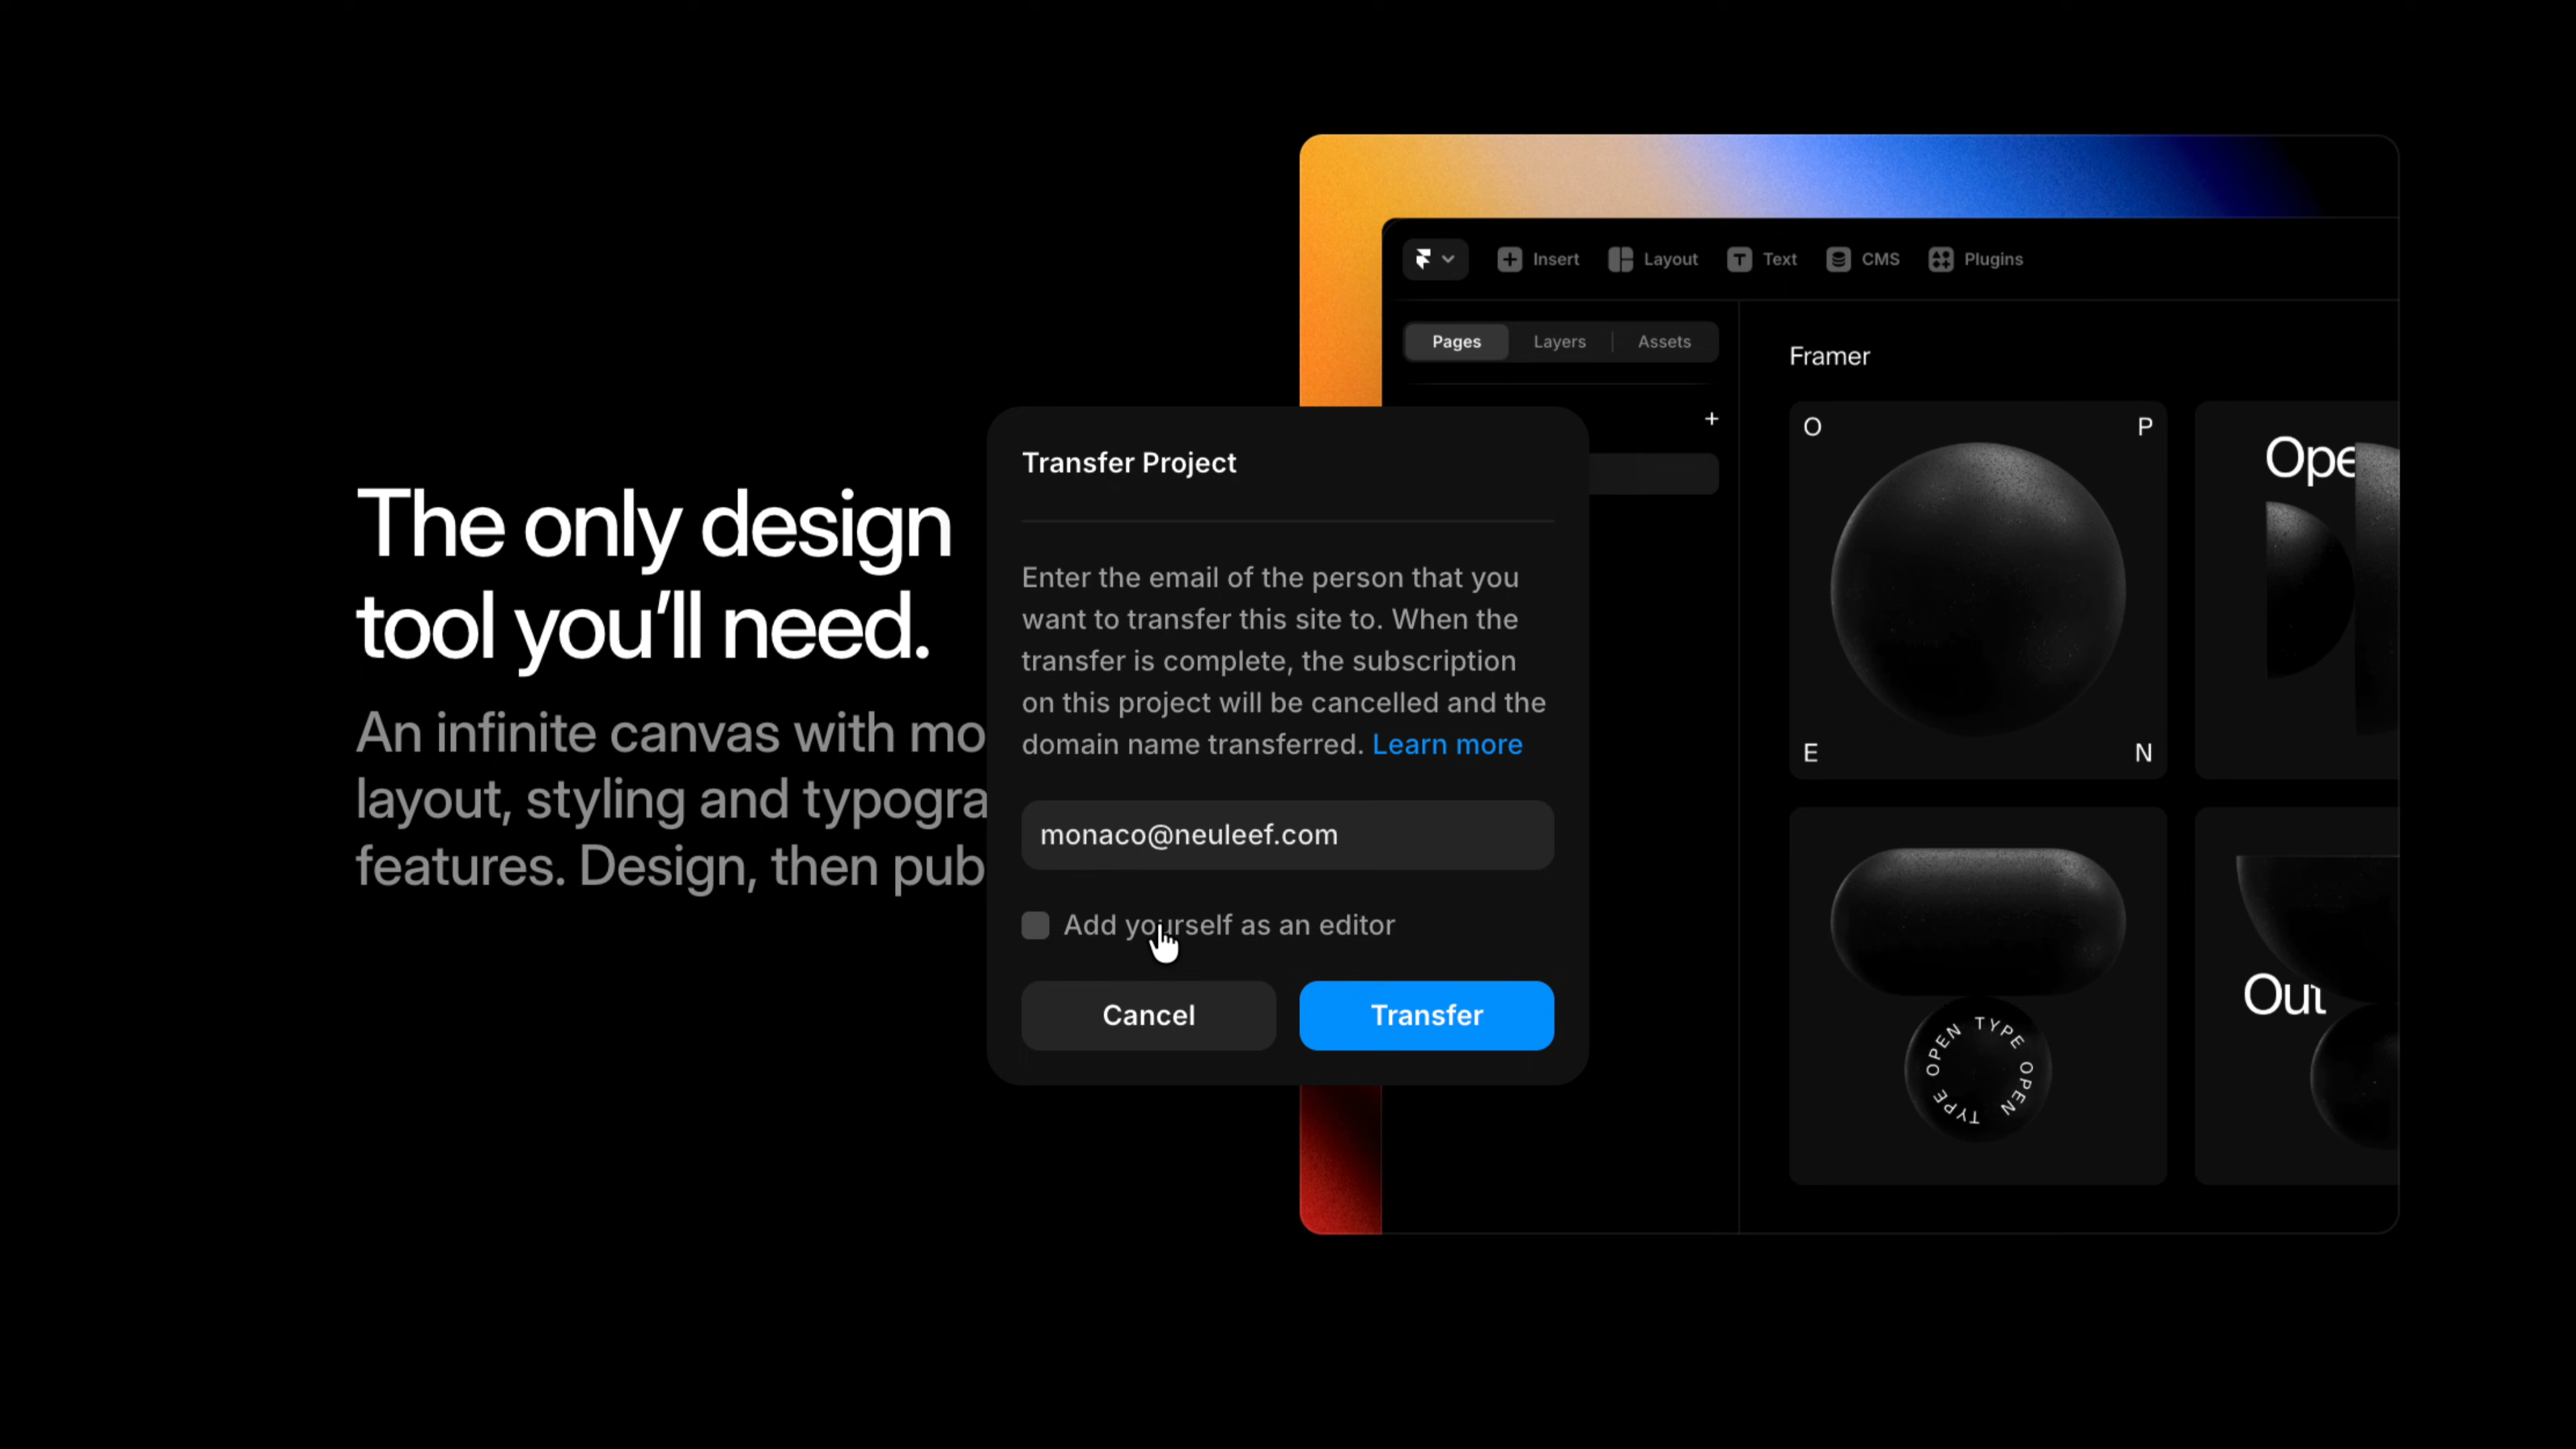 The only design
tool you’ll need.
An infinite canvas with mo
layout, styling and typogra
features. Design, then pub
Transfer Project
Enter the email of the person that you
want to transfer this site to. When the
transfer is complete, the subscription
on this project will be cancelled and the
domain name transferred. Learn more
monaco@neuleef.com
Add yourself as an editor
Cancel
Transfer
Insert
Layout
Text
CMS
Plugins
Pages
Layers
Assets
+
Framer
O P
E N
Ope
OPEN TYPE OPEN TYPE
Out